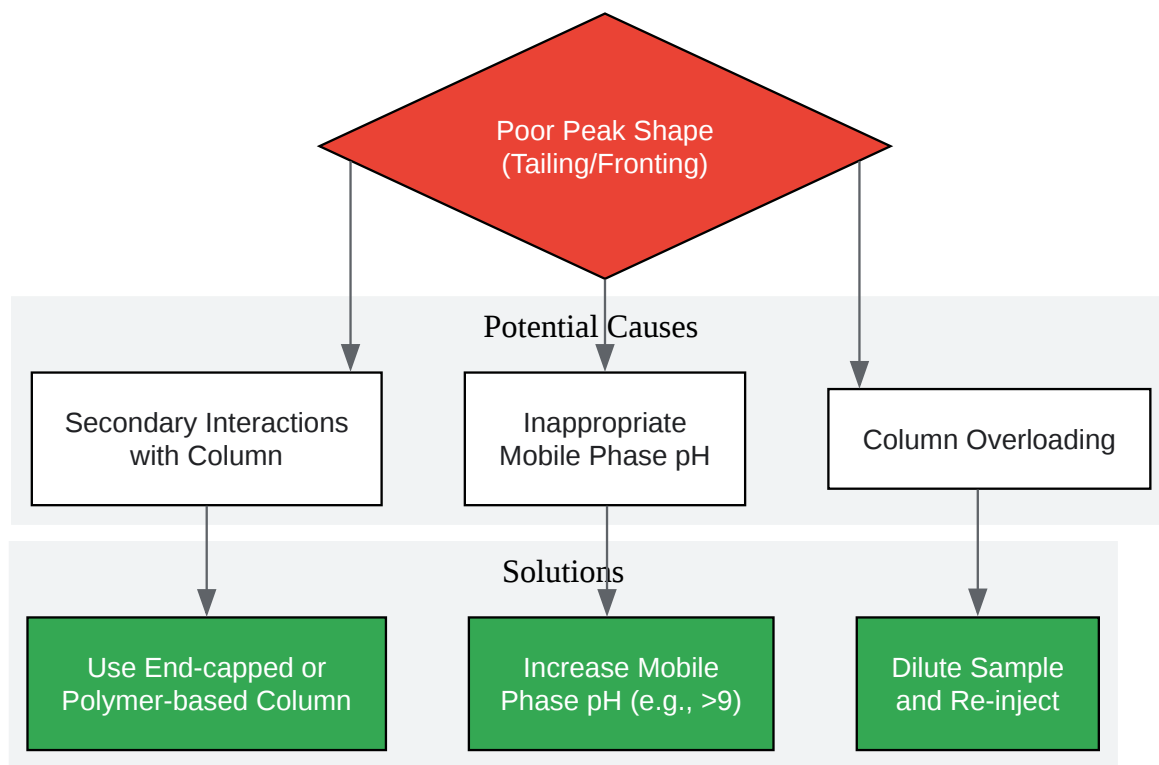 Poor Peak Shape
(Tailing/Fronting)
Potential Causes
Secondary Interactions
with Column
Inappropriate
Mobile Phase pH
Column Overloading
Solutions
Use End-capped or
Polymer-based Column
Increase Mobile
Phase pH (e.g., >9)
Dilute Sample
and Re-inject